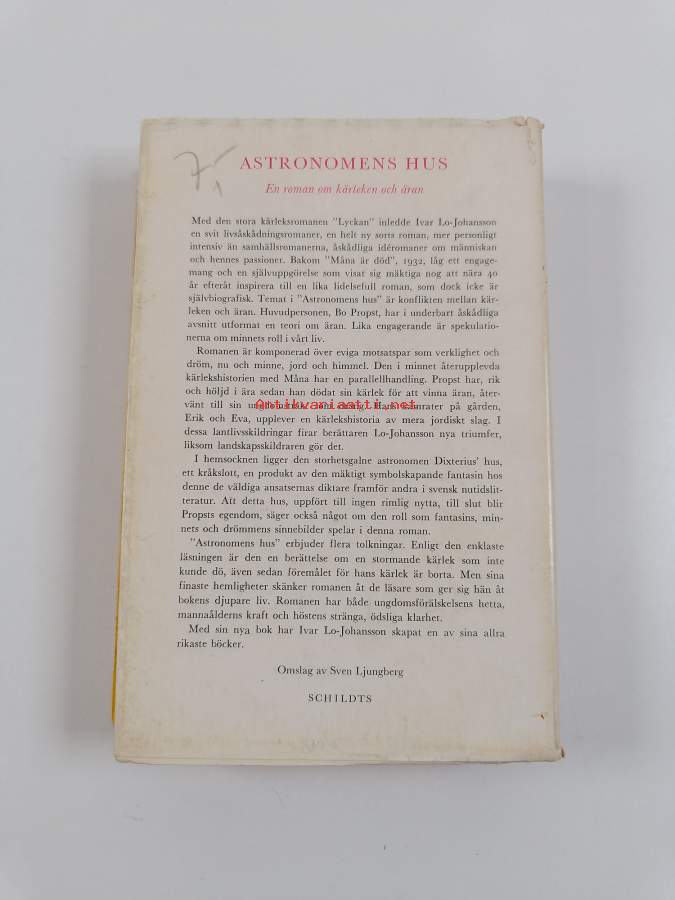 7,-
ASTRONOMENS HUS
En roman om kärleken och äran
Med den stora kärleksromanen "Lyckan" inledde Ivar Lo-Johansson
en svit livsåskådningsromaner, en helt ny sorts roman, mer personligt
intensiv än samhällsromanerna, åskådliga idéromaner om människan
och hennes passioner. Bakom "Måna är död", 1932, låg ett engage-
mang och en självuppgörelse som visat sig mäktiga nog att nära 40
år efteråt inspirera till en lika lidelsefull roman, som dock icke är
självbiografisk. Temat i "Astronomens hus" är konflikten mellan kär-
leken och äran. Huvudpersonen, Bo Propst, har i underbart åskådliga
avsnitt utformat en teori om äran. Lika engagerande är spekulatio-
nerna om minnets roll i vårt liv.
Romanen är komponerad över eviga motsatspar som verklighet och
dröm, nu och minne, jord och himmel. Den i minnet återupplevda
kärlekshistorien med Måna har en parallellhandling. Propst har, rik
och höljd i ära sedan han dödat sin kärlek för att vinna äran, åter-
vänt till sin
Antikvariaatti.net
på gården,
Erik och Eva, upplever en kärlekshistoria av mera jordiskt slag. I
dessa lantlivsskildringar firar berättaren Lo-Johansson nya triumfer,
liksom landskapsskildraren gör det.
I hemsocknen ligger den storhetsgalne astronomen Dixterius' hus,
ett kråkslott, en produkt av den mäktigt symbolskapande fantasin hos
denne de väldiga ansatsernas diktare framför andra i svensk nutidslit-
teratur. Att detta hus, uppfört till ingen rimlig nytta, till slut blir
Propsts egendom, säger också något om den roll som fantasins, min-
nets och drömmens sinnebilder spelar i denna roman.
"Astronomens hus" erbjuder flera tolkningar. Enligt den enklaste
läsningen är den en berättelse om en stormande kärlek som inte
kunde dö, även sedan föremålet för hans kärlek är borta. Men sina
finaste hemligheter skänker romanen åt de läsare som ger sig hän åt
bokens djupare liv. Romanen har både ungdomsförälskelsens hetta,
mannaålderns kraft och höstens stränga, ödsliga klarhet.
Med sin nya bok har Ivar Lo-Johansson skapat en av sina allra
rikaste böcker.
Omslag av Sven Ljungberg
SCHILDTS